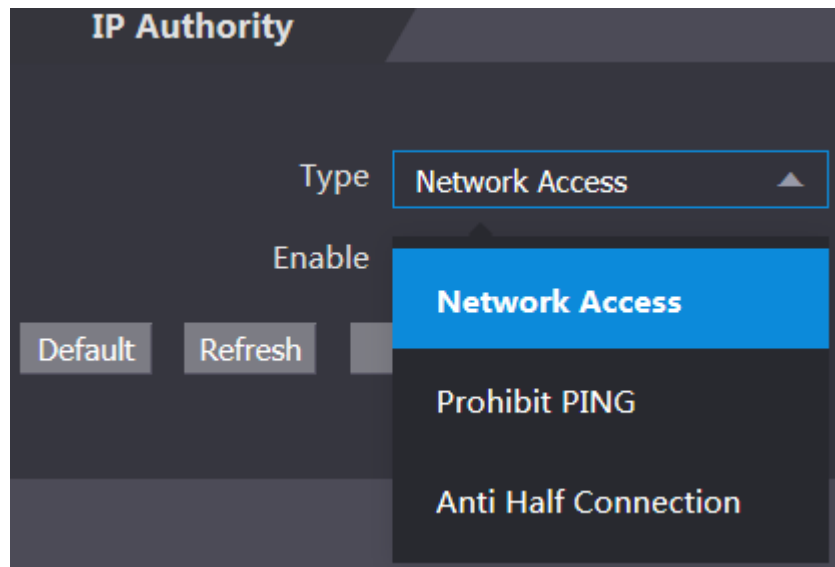 IP Authority
Type Network Access
Enable
Network Access
Default Refresh
Prohibit PING
Anti Half Connection